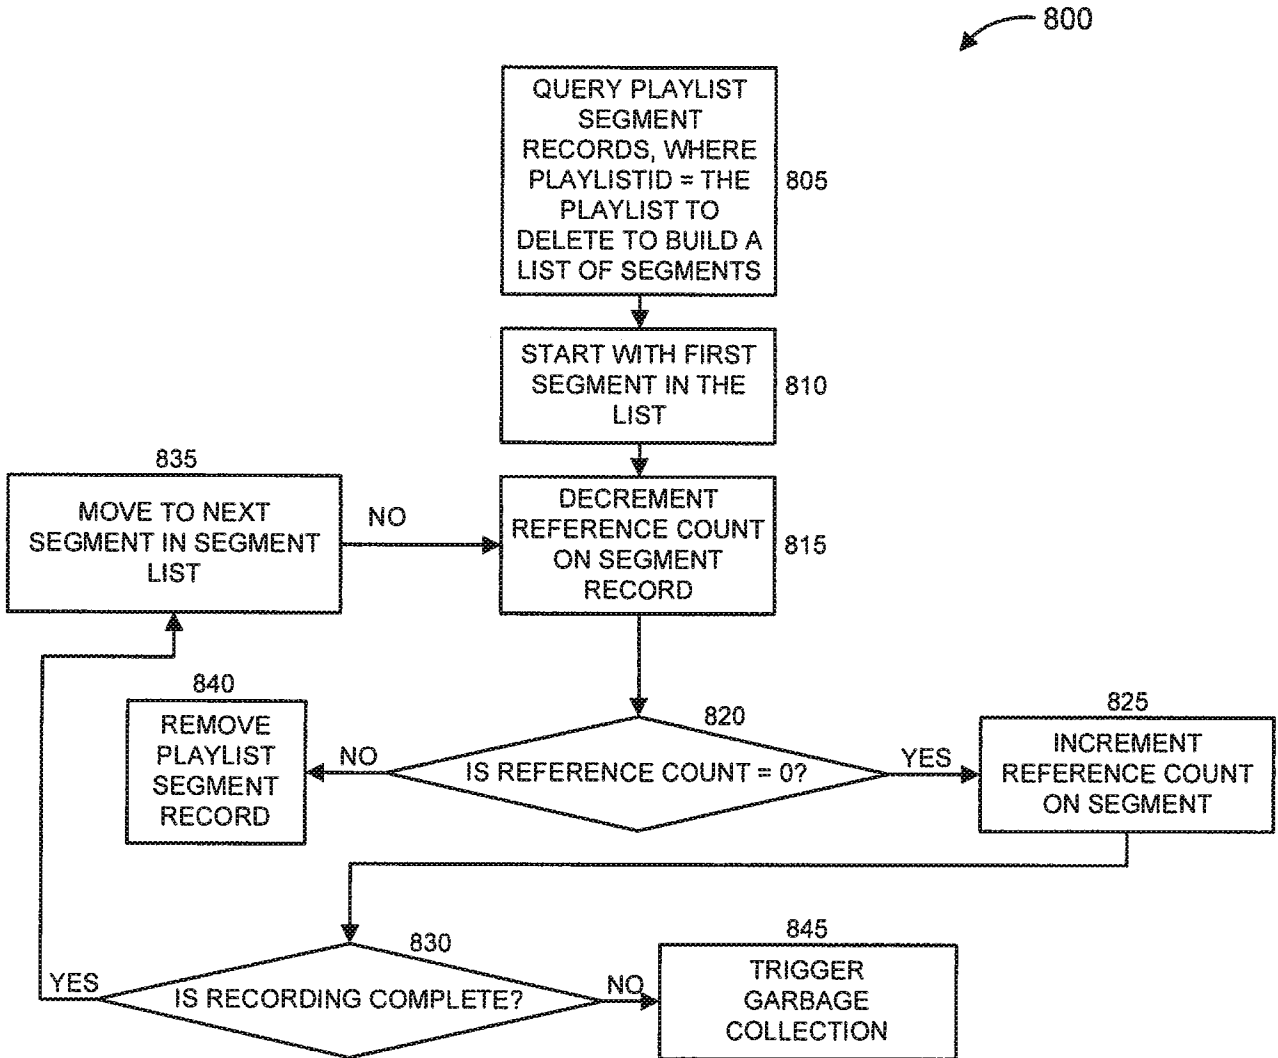 800
QUERY PLAYLIST
SEGMENT
RECORDS, WHERE
PLAYLISTID = THE
PLAYLIST TO
DELETE TO BUILD A
LIST OF SEGMENTS
805
START WITH FIRST
SEGMENT IN THE
LIST
810
835
MOVE TO NEXT
SEGMENT IN SEGMENT
LIST
NO
DECREMENT
REFERENCE COUNT
ON SEGMENT
RECORD
815
840
REMOVE
PLAYLIST
SEGMENT
RECORD
NO
820
IS REFERENCE COUNT = 0?
YES
825
INCREMENT
REFERENCE COUNT
ON SEGMENT
YES
830
IS RECORDING COMPLETE?
NO
845
TRIGGER
GARBAGE
COLLECTION